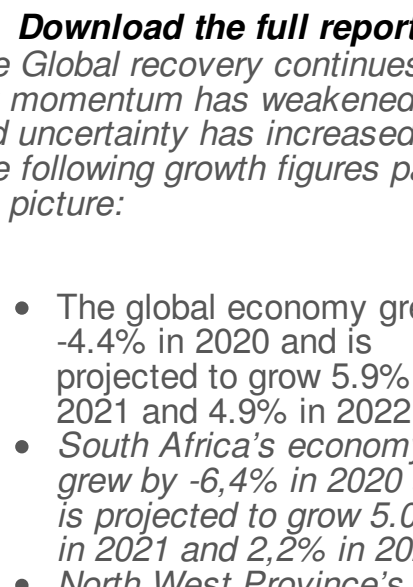 Download the full report
Global recovery continues
momentum has weakened
uncertainty has increased
following growth figures
picture:
• The global economy
-4.4% in 2020 and is
projected to grow 5.9%
2021 and 4.9% in 2022
• South Africa's economy
grew by -6,4% in 2020
is projected to grow 5.0
in 2021 and 2,2% in
• North West Province's